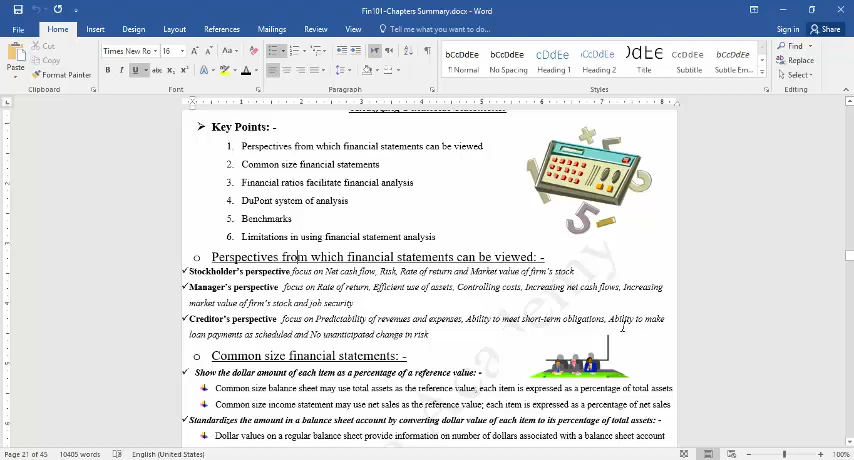 Fin101-Chapters Summary.docx - Word
File Home Insert Design Layout References Mailings Review View Tell me what you want to do... Sign in Share
Cut
Copy
Format Painter
Paste
Clipboard
Times New Ro 16
Font
Paragraph
bCcDdEe bCcDdEe cDdE cCcDdE )dEe CcDdEe bCcDdEe
¶ Normal No Spacing Heading 1 Heading 2 Title Subtitle Subtle Em...
Styles
Find
Replace
Select
Editing
Key Points: -
1. Perspectives from which financial statements can be viewed
2. Common size financial statements
3. Financial ratios facilitate financial analysis
4. DuPont system of analysis
5. Benchmarks
6. Limitations in using financial statement analysis
o Perspectives from which financial statements can be viewed: -
✓Stockholder's perspective focus on Net cash flow, Risk, Rate of return and Market value of firm's stock
✓Manager's perspective focus on Rate of return, Efficient use of assets, Controlling costs, Increasing net cash flows, Increasing
market value of firm's stock and job security
✓Creditor's perspective focus on Predictability of revenues and expenses, Ability to meet short-term obligations, Ability to make
loan payments as scheduled and No unanticipated change in risk
o Common size financial statements: -
✓ Show the dollar amount of each item as a percentage of a reference value: -
Common size balance sheet may use total assets as the reference value; each item is expressed as a percentage of total assets
Common size income statement may use net sales as the reference value; each item is expressed as a percentage of net sales
✓Standardizes the amount in a balance sheet account by converting dollar value of each item to its percentage of total assets: -
Dollar values on a regular balance sheet provide information on number of dollars associated with a balance sheet account
Page 21 of 45 10405 words English (United States) 100%